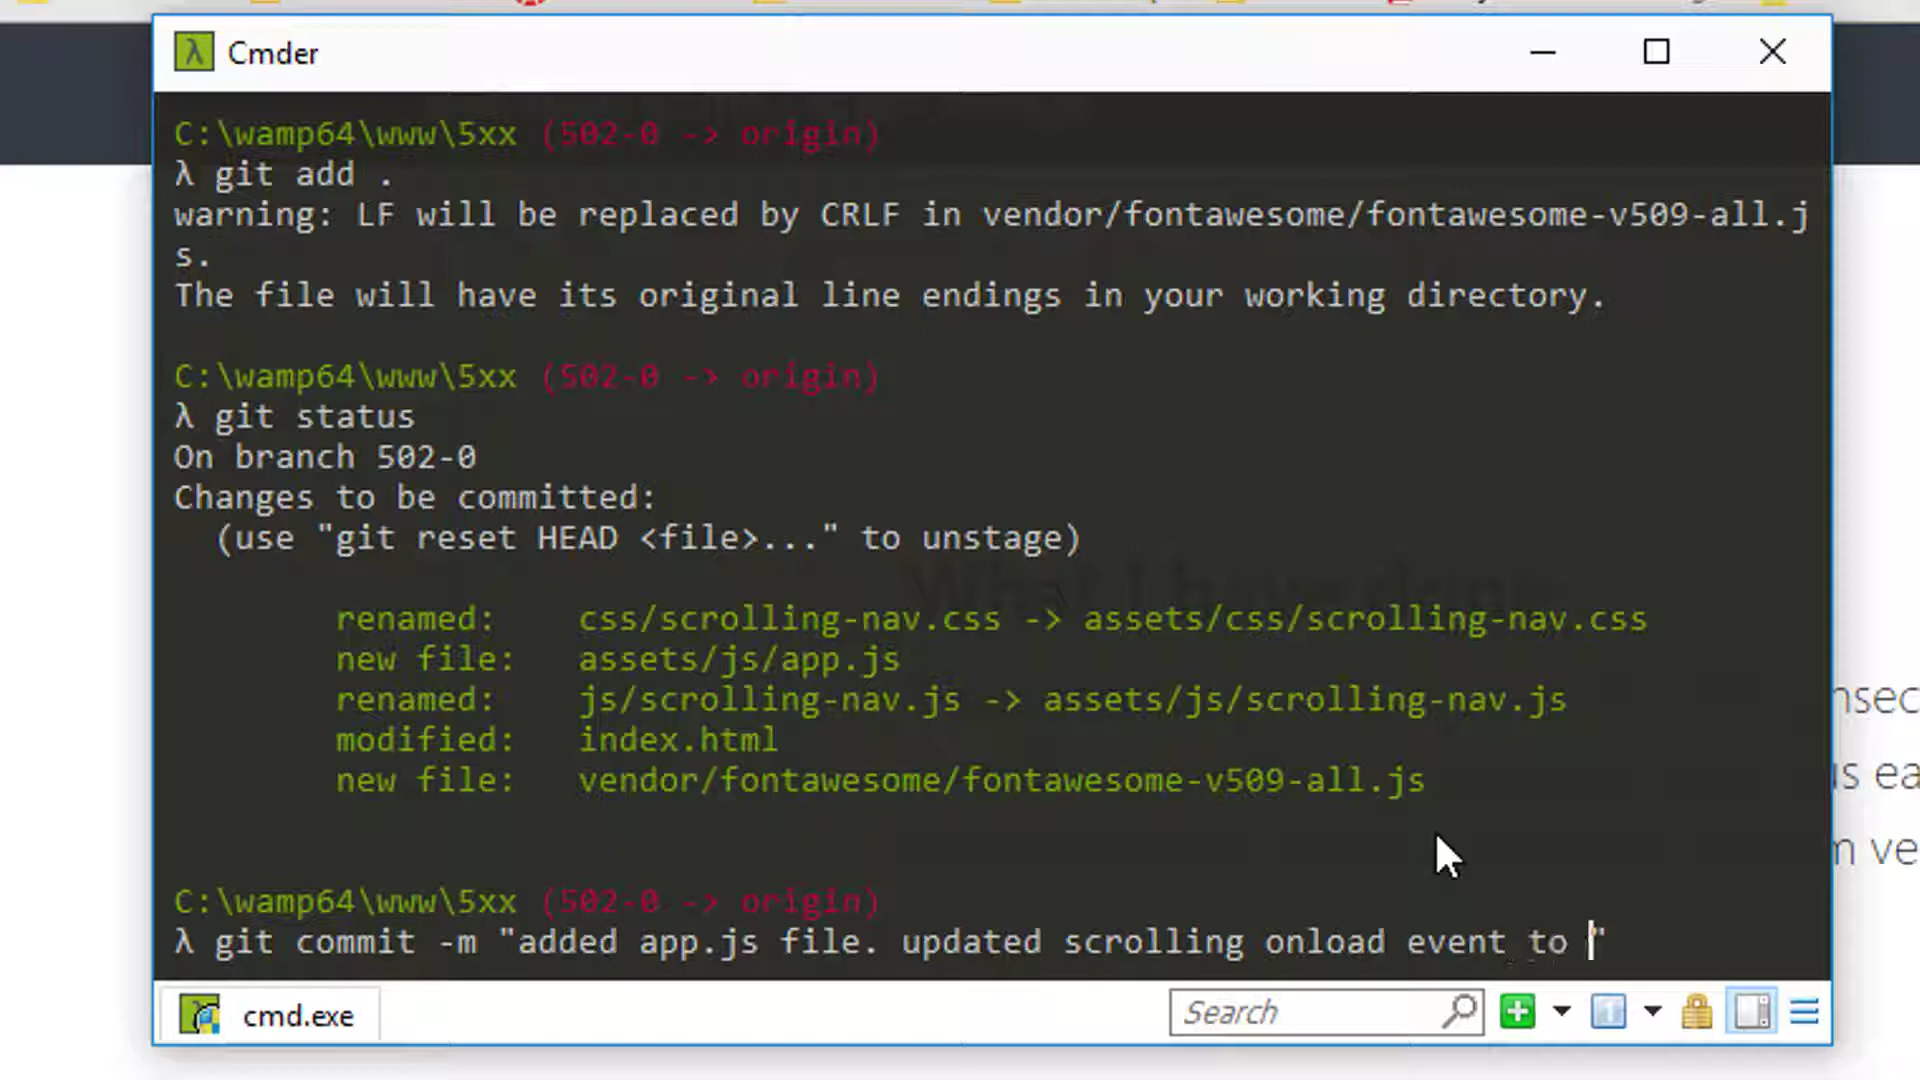 Cmder
C:\wamp64\www\5xx (502-0 -> origin)
λ git add .
warning: LF will be replaced by CRLF in vendor/fontawesome/fontawesome-v509-all.j
s.
The file will have its original line endings in your working directory.
C:\wamp64\www\5xx (502-0 -> origin)
λ git status
On branch 502-0
Changes to be committed:
(use "git reset HEAD <file>..." to unstage)
What I have done
renamed: css/scrolling-nav.css -> assets/css/scrolling-nav.css
new file: assets/js/app.js
renamed: js/scrolling-nav.js -> assets/js/scrolling-nav.js
modified: index.html
new file: vendor/fontawesome/fontawesome-v509-all.js
C:\wamp64\www\5xx (502-0 -> origin)
λ git commit -m "added app.js file. updated scrolling onload event to "
cmd.exe
Search